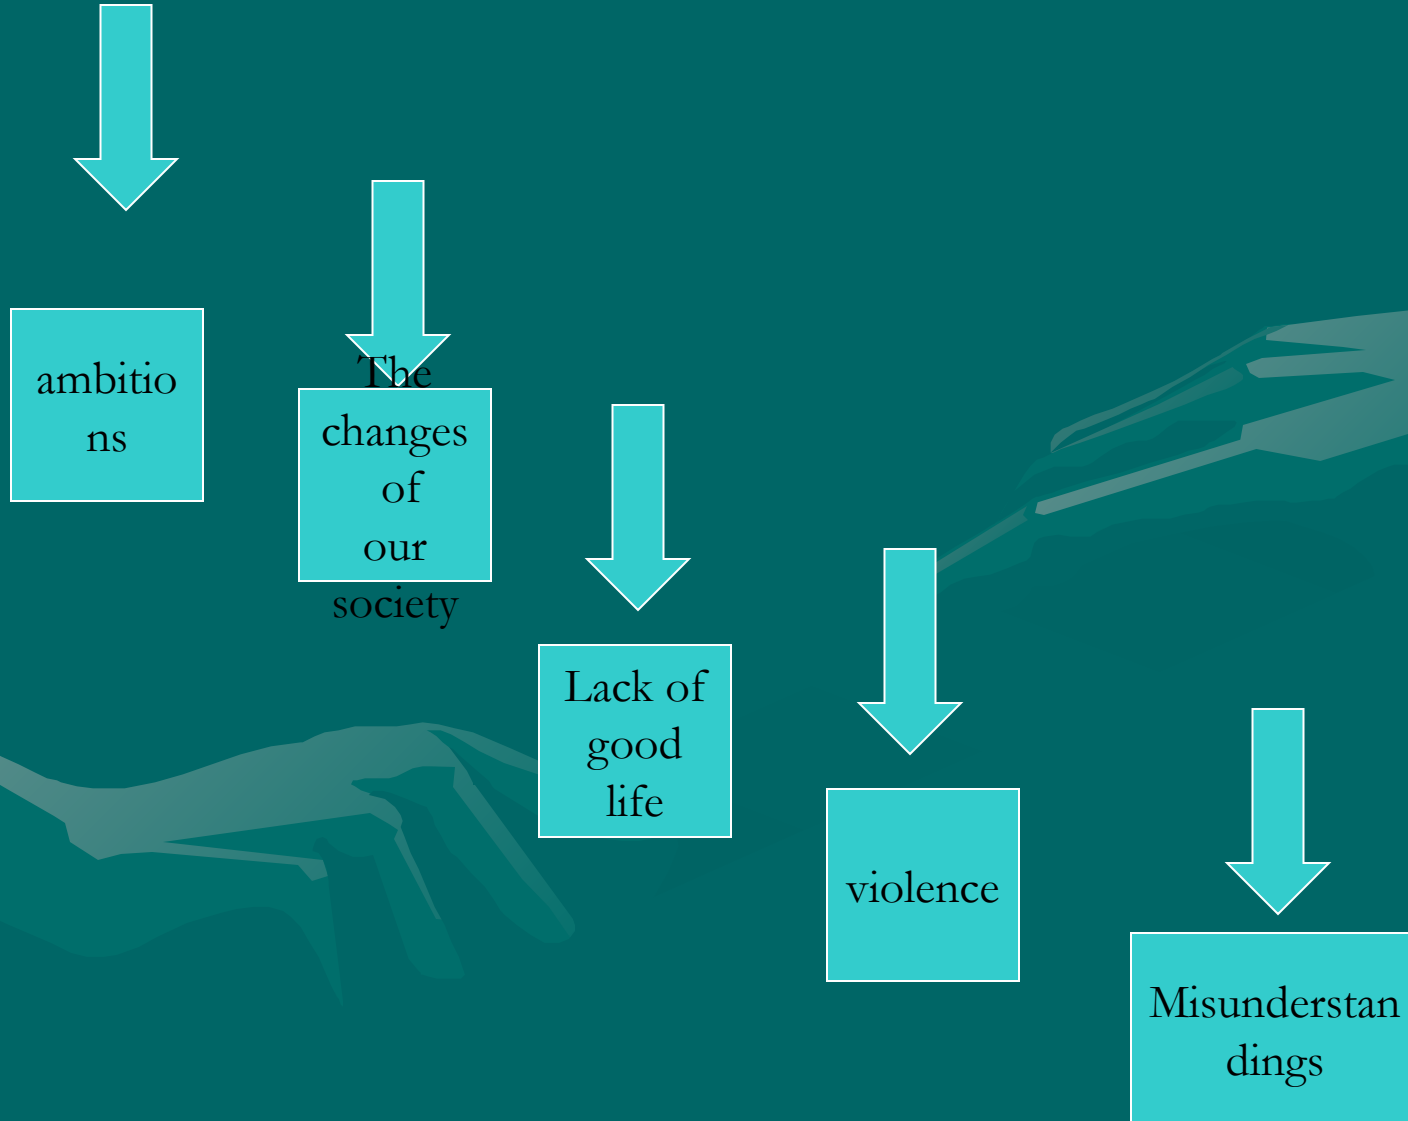 ambitio
ns
The
changes
of
our
society
Lack of
good
life
violence
Misunderstan
dings